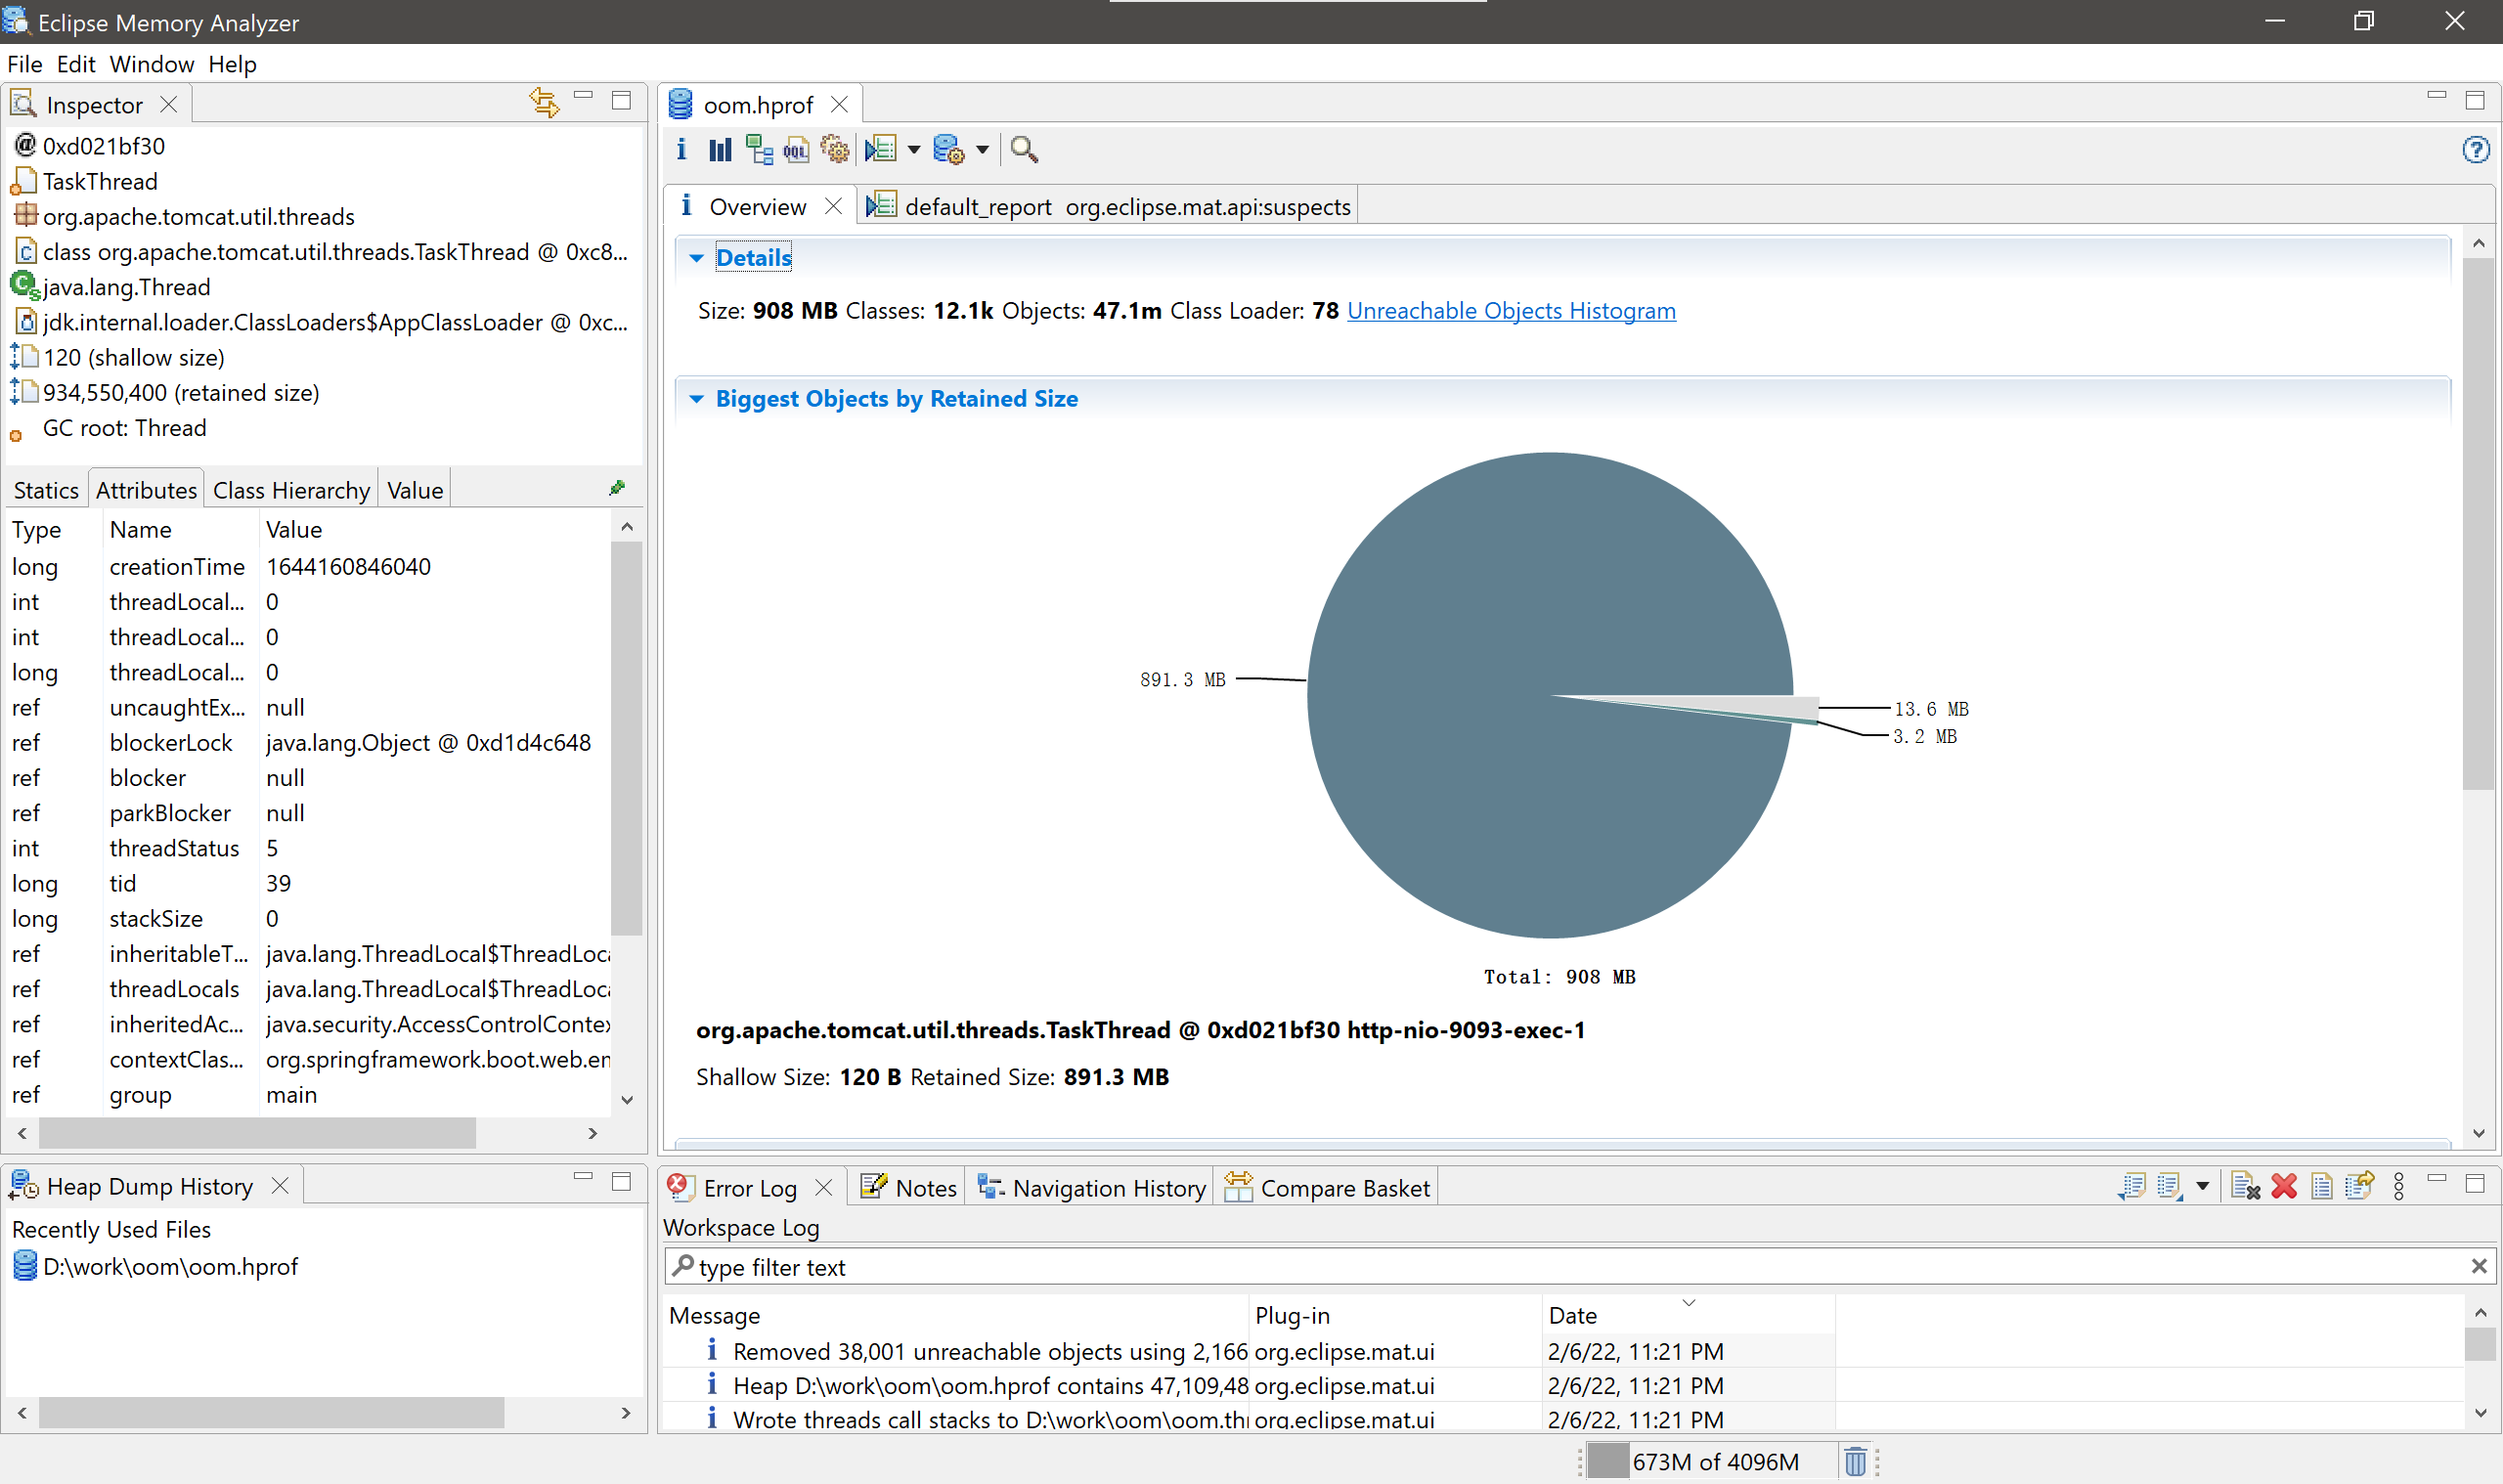 Eclipse Memory Analyzer
File Edit Window Help
Inspector
@ 0xd021bf30
TaskThread
org.apache.tomcat.util.threads
class org.apache.tomcat.util.threads.TaskThread @ 0xc8...
java.lang.Thread
jdk.internal.loader.ClassLoaders$AppClassLoader @ 0xc...
120 (shallow size)
934,550,400 (retained size)
GC root: Thread
Statics Attributes Class Hierarchy Value
Type Name Value
long creationTime 1644160846040
int threadLocal... 0
int threadLocal... 0
long threadLocal... 0
ref uncaughtEx... null
ref blockerLock java.lang.Object @ 0xd1d4c648
ref blocker null
ref parkBlocker null
int threadStatus 5
long tid 39
long stackSize 0
ref inheritableT... java.lang.ThreadLocal$ThreadLoca
ref threadLocals java.lang.ThreadLocal$ThreadLoca
ref inheritedAc... java.security.AccessControlContex
ref contextClas... org.springframework.boot.web.em
ref group main
Heap Dump History
Recently Used Files
D:\work\oom\oom.hprof
oom.hprof
OQL
Overview
default_report org.eclipse.mat.api:suspects
Details
Size: 908 MB Classes: 12.1k Objects: 47.1m Class Loader: 78 Unreachable Objects Histogram
Biggest Objects by Retained Size
891.3 MB
13.6 MB
3.2 MB
Total: 908 MB
org.apache.tomcat.util.threads.TaskThread @ 0xd021bf30 http-nio-9093-exec-1
Shallow Size: 120 B Retained Size: 891.3 MB
Error Log Notes Navigation History Compare Basket
Workspace Log
type filter text
Message Plug-in Date
Removed 38,001 unreachable objects using 2,166 org.eclipse.mat.ui 2/6/22, 11:21 PM
Heap D:\work\oom\oom.hprof contains 47,109,48 org.eclipse.mat.ui 2/6/22, 11:21 PM
Wrote threads call stacks to D:\work\oom\oom.thr org.eclipse.mat.ui 2/6/22, 11:21 PM
673M of 4096M